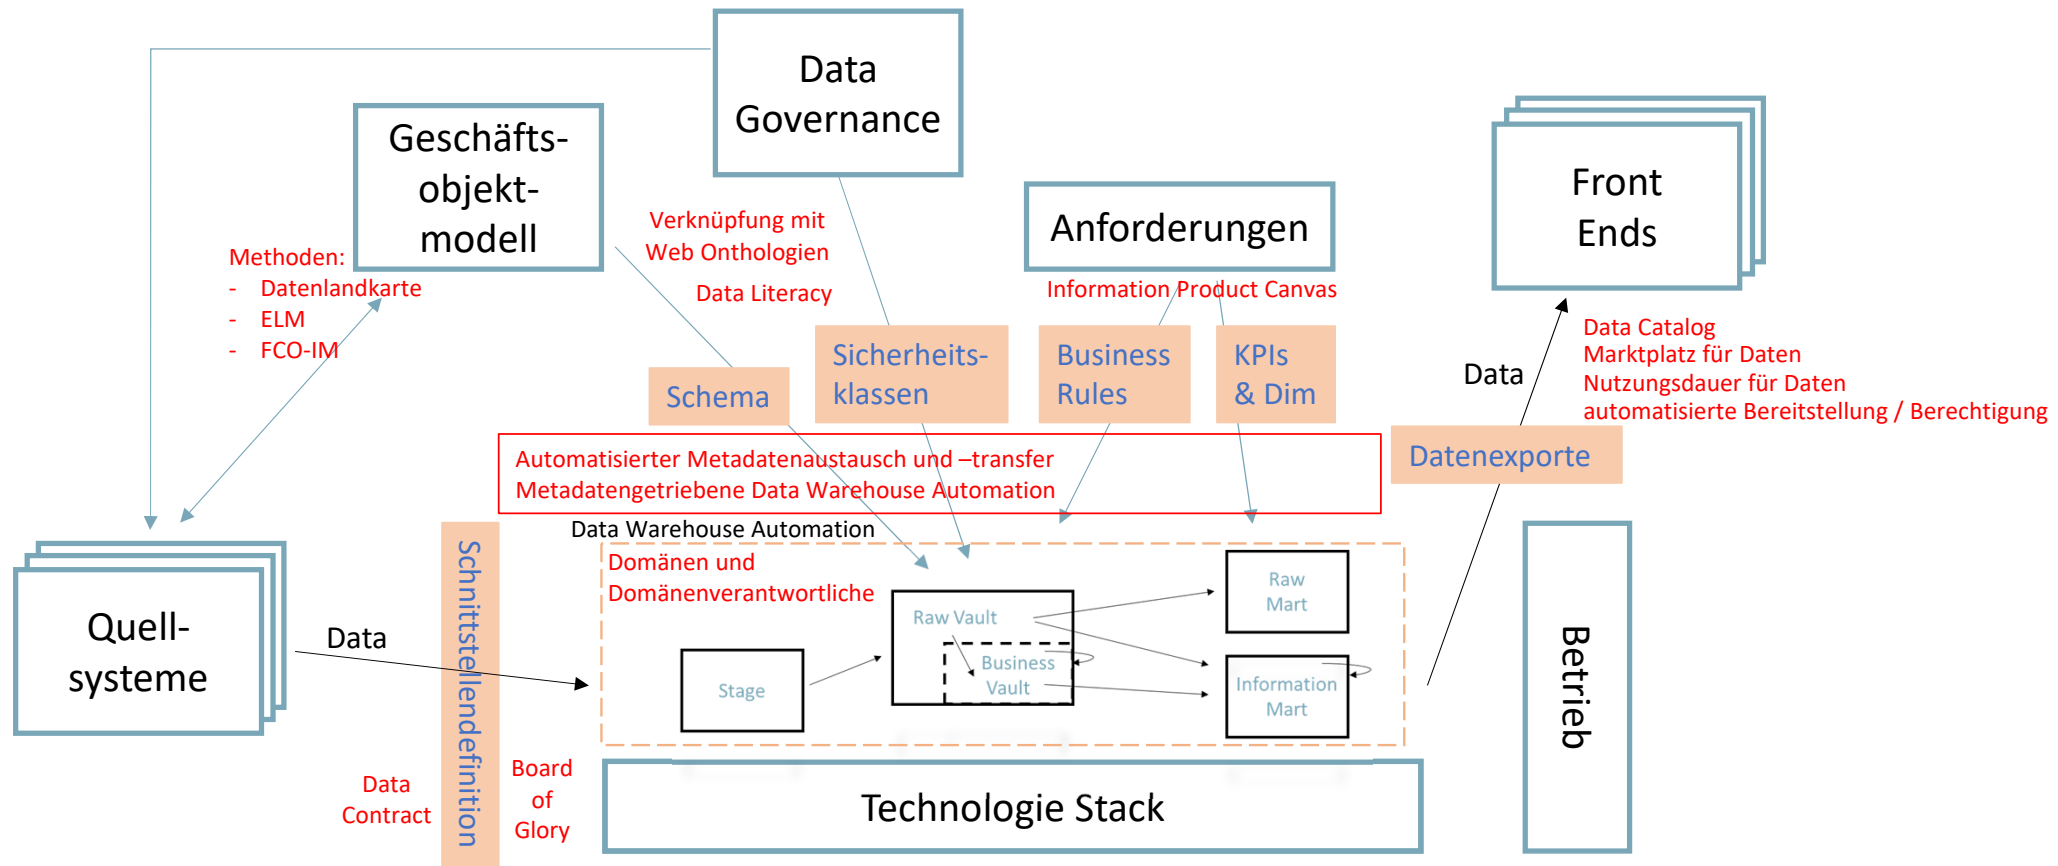 Data
Governance
Geschäfts-
objekt-
modell
Front
Ends
Anforderungen
Verknüpfung mit
Web Onthologien
Data Literacy
Methoden:
- Datenlandkarte
- ELM
- FCO-IM
Information Product Canvas
Data Catalog
Marktplatz für Daten
Nutzungsdauer für Daten
automatisierte Bereitstellung / Berechtigung
Schema
Sicherheits-
klassen
Business
Rules
KPIs
& Dim
Data
Datenexporte
Automatisierter Metadatenaustausch und –transfer
Metadatengetriebene Data Warehouse Automation
Data Warehouse Automation
Domänen und
Domänenverantwortliche
Quell-
systeme
Data
Schnittstellendefinition
Stage
Raw Vault
Business
Vault
Raw
Mart
Information
Mart
Betrieb
Data
Contract
Board
of
Glory
Technologie Stack